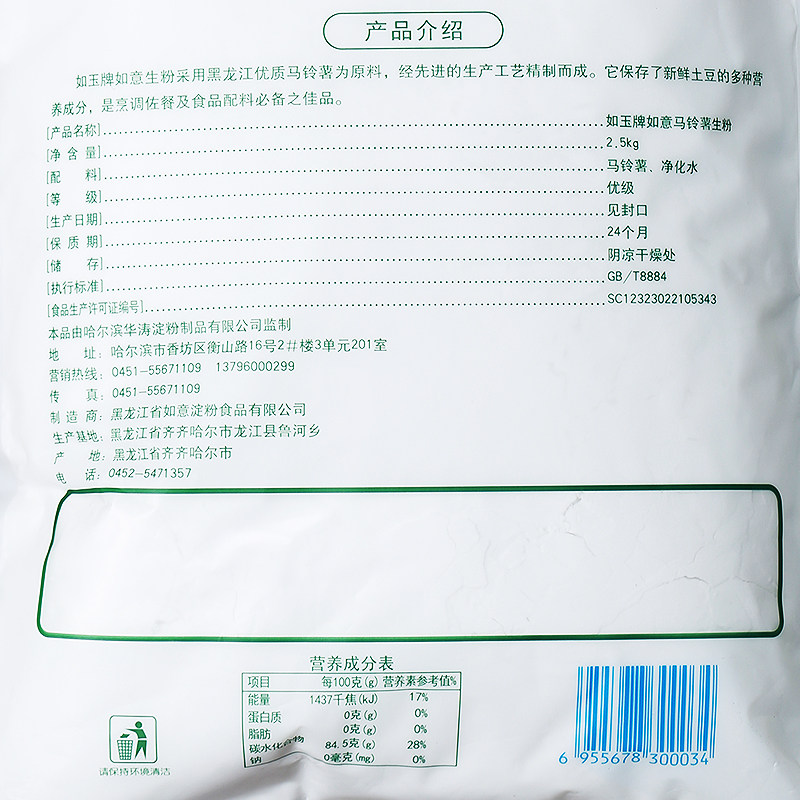 产品介绍
如玉牌如意生粉采用黑龙江优质马铃薯为原料，经先进的生产工艺精制而成。它保存了新鲜土豆的多种营
养成分，是烹调佐餐及食品配料必备之佳品。
[产品名称]................如玉牌如意马铃薯生粉
[净含量]................2.5kg
[配料]................马铃薯、净化水
[等级]................优级
[生产日期]................见封口
[保质期]................24个月
[储存]................阴凉干燥处
[执行标准]................GB/T8884
[食品生产许可证编号]................SC12323022105343
本品由哈尔滨华涛淀粉制品有限公司监制
地址：哈尔滨市香坊区衡山路16号2#楼3单元201室
营销热线：0451-55671109 13796000299
传真：0451-55671109
制造商：黑龙江省如意淀粉食品有限公司
生产基地：黑龙江省齐齐哈尔市龙江县鲁河乡
产地：黑龙江省齐齐哈尔市
电话：0452-5471357
营养成分表
项目 每100克(g) 营养素参考值%
能量 1437千焦(kJ) 17%
蛋白质 0克(g) 0%
脂肪 0克(g) 0%
碳水化合物 84.5克(g) 28%
钠 0毫克(mg) 0%
请保持环境清洁
6 955678 300034